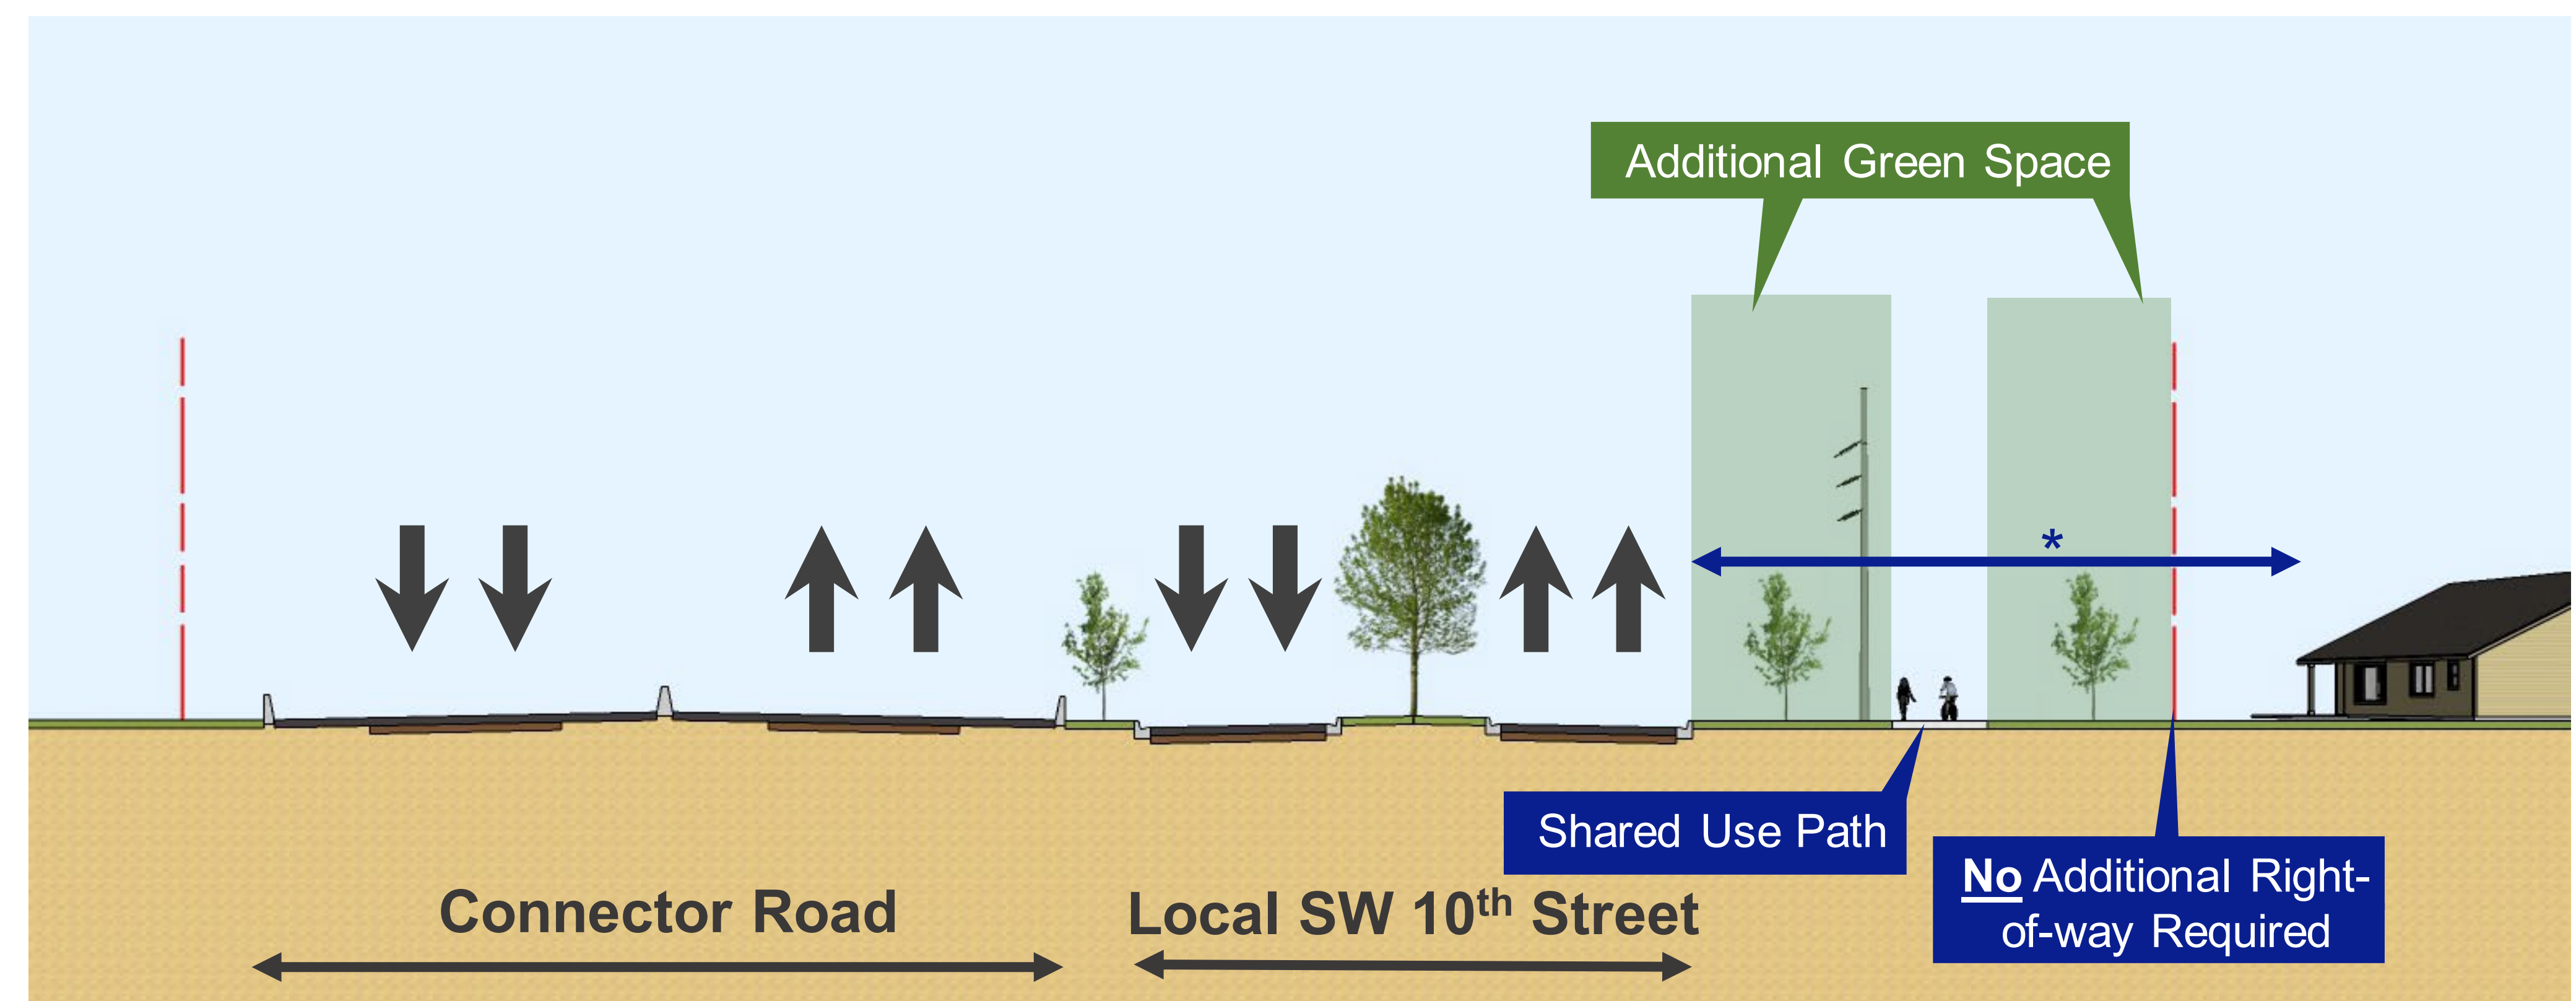 Additional Green Space
*
Shared Use Path
No Additional Right-
of-way Required
Connector Road
Local SW 10th Street